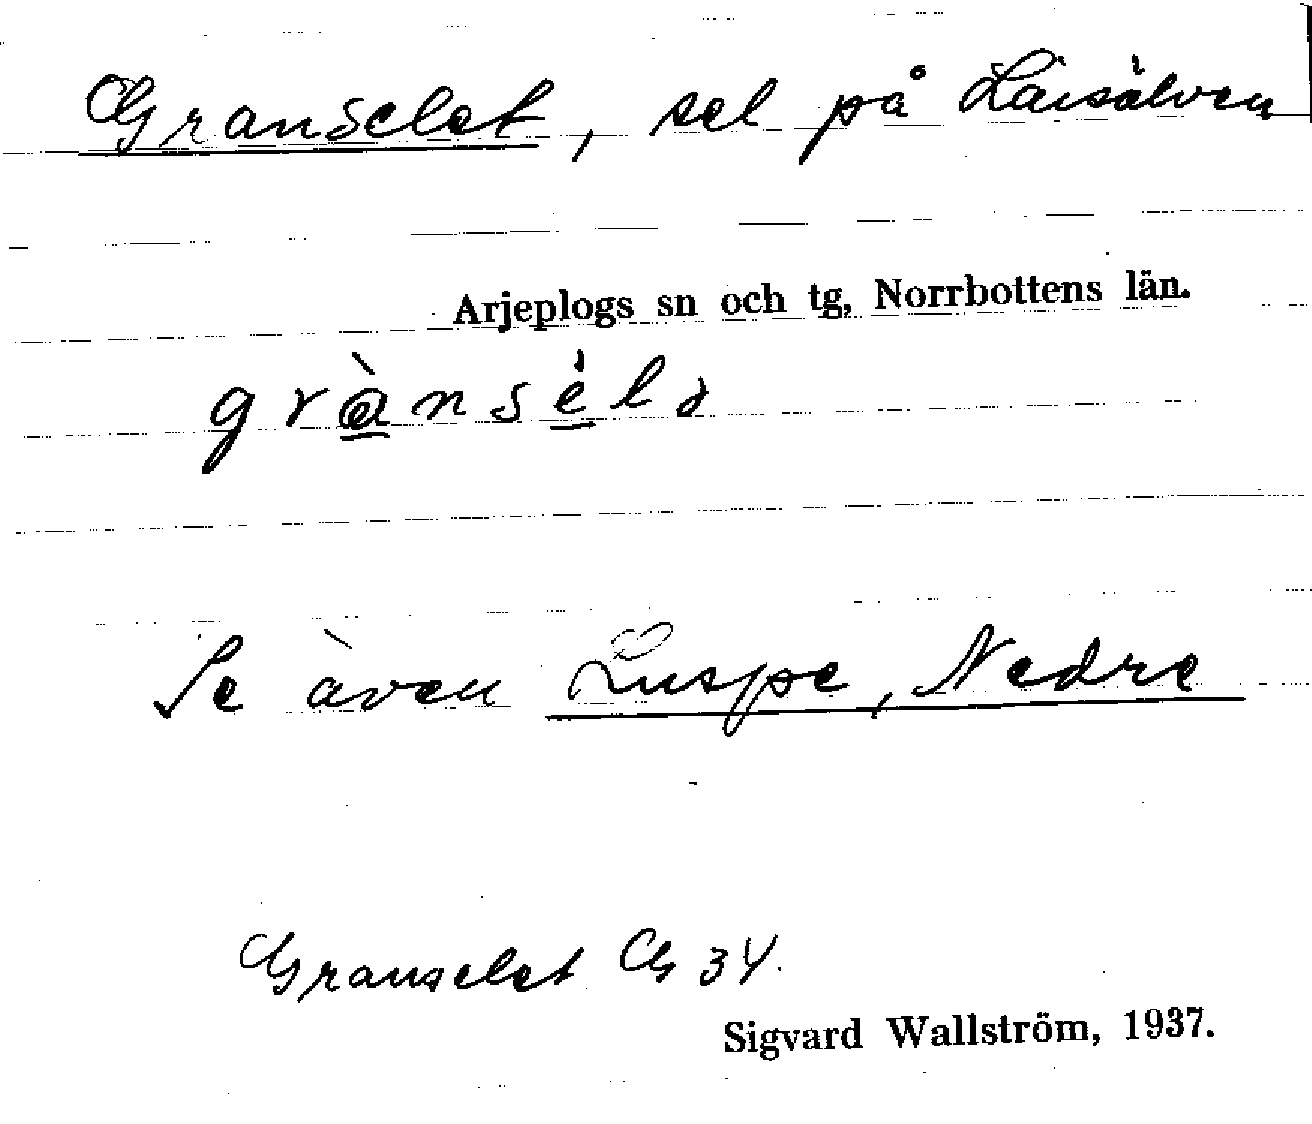 Granselet, sel på Laisälven
Arjeplogs sn och tg, Norrbottens län.
Se även Luspe, Nedre
Granselet G 34.
Sigvard Wallström, 1937.